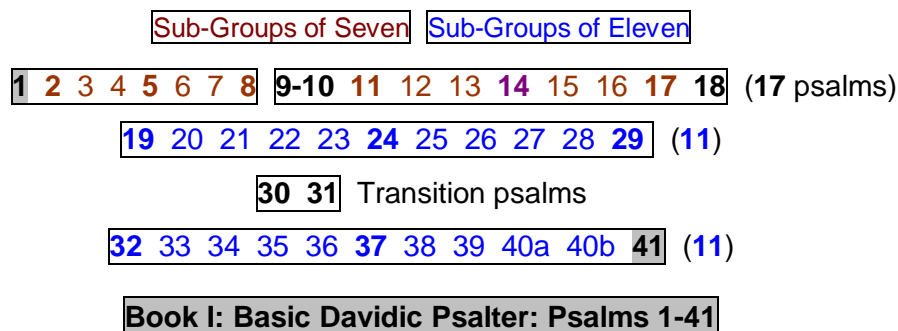 Sub-Groups of Seven Sub-Groups of Eleven
1 2 3 4 5 6 7 8 9-10 11 12 13 14 15 16 17 18 (17 psalms)
19 20 21 22 23 24 25 26 27 28 29 (11)
30 31 Transition psalms
32 33 34 35 36 37 38 39 40a 40b 41 (11)
Book I: Basic Davidic Psalter: Psalms 1-41